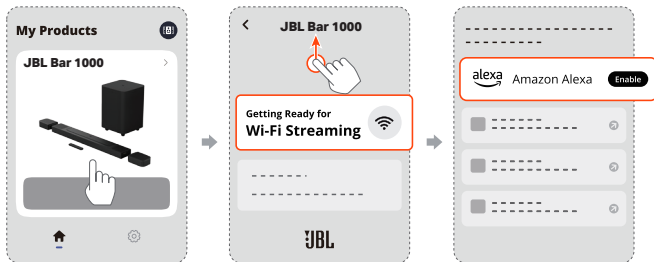 My Products
JBL Bar 1000
JBL Bar 1000
Getting Ready for
Wi-Fi Streaming
JBL
alexa
Amazon Alexa
Enable